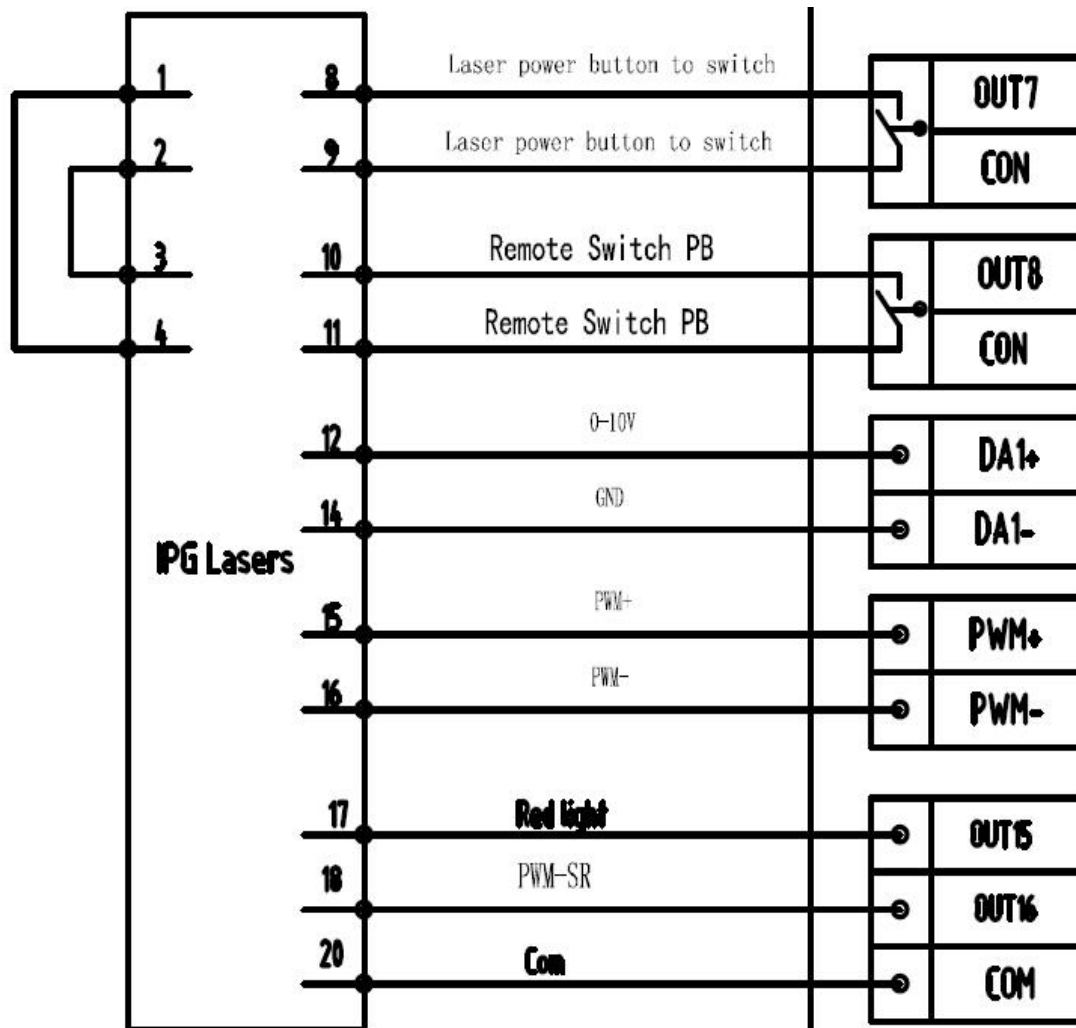 1
8
Laser power button to switch
OUT7
2
9
Laser power button to switch
CON
3
10
Remote Switch PB
OUT8
4
11
Remote Switch PB
CON
12
0-10V
DA1+
14
GND
DA1-
IPG Lasers
15
PWM+
PWM+
16
PWM-
PWM-
17
Red light
OUT15
18
PWM-SR
OUT16
20
Com
COM